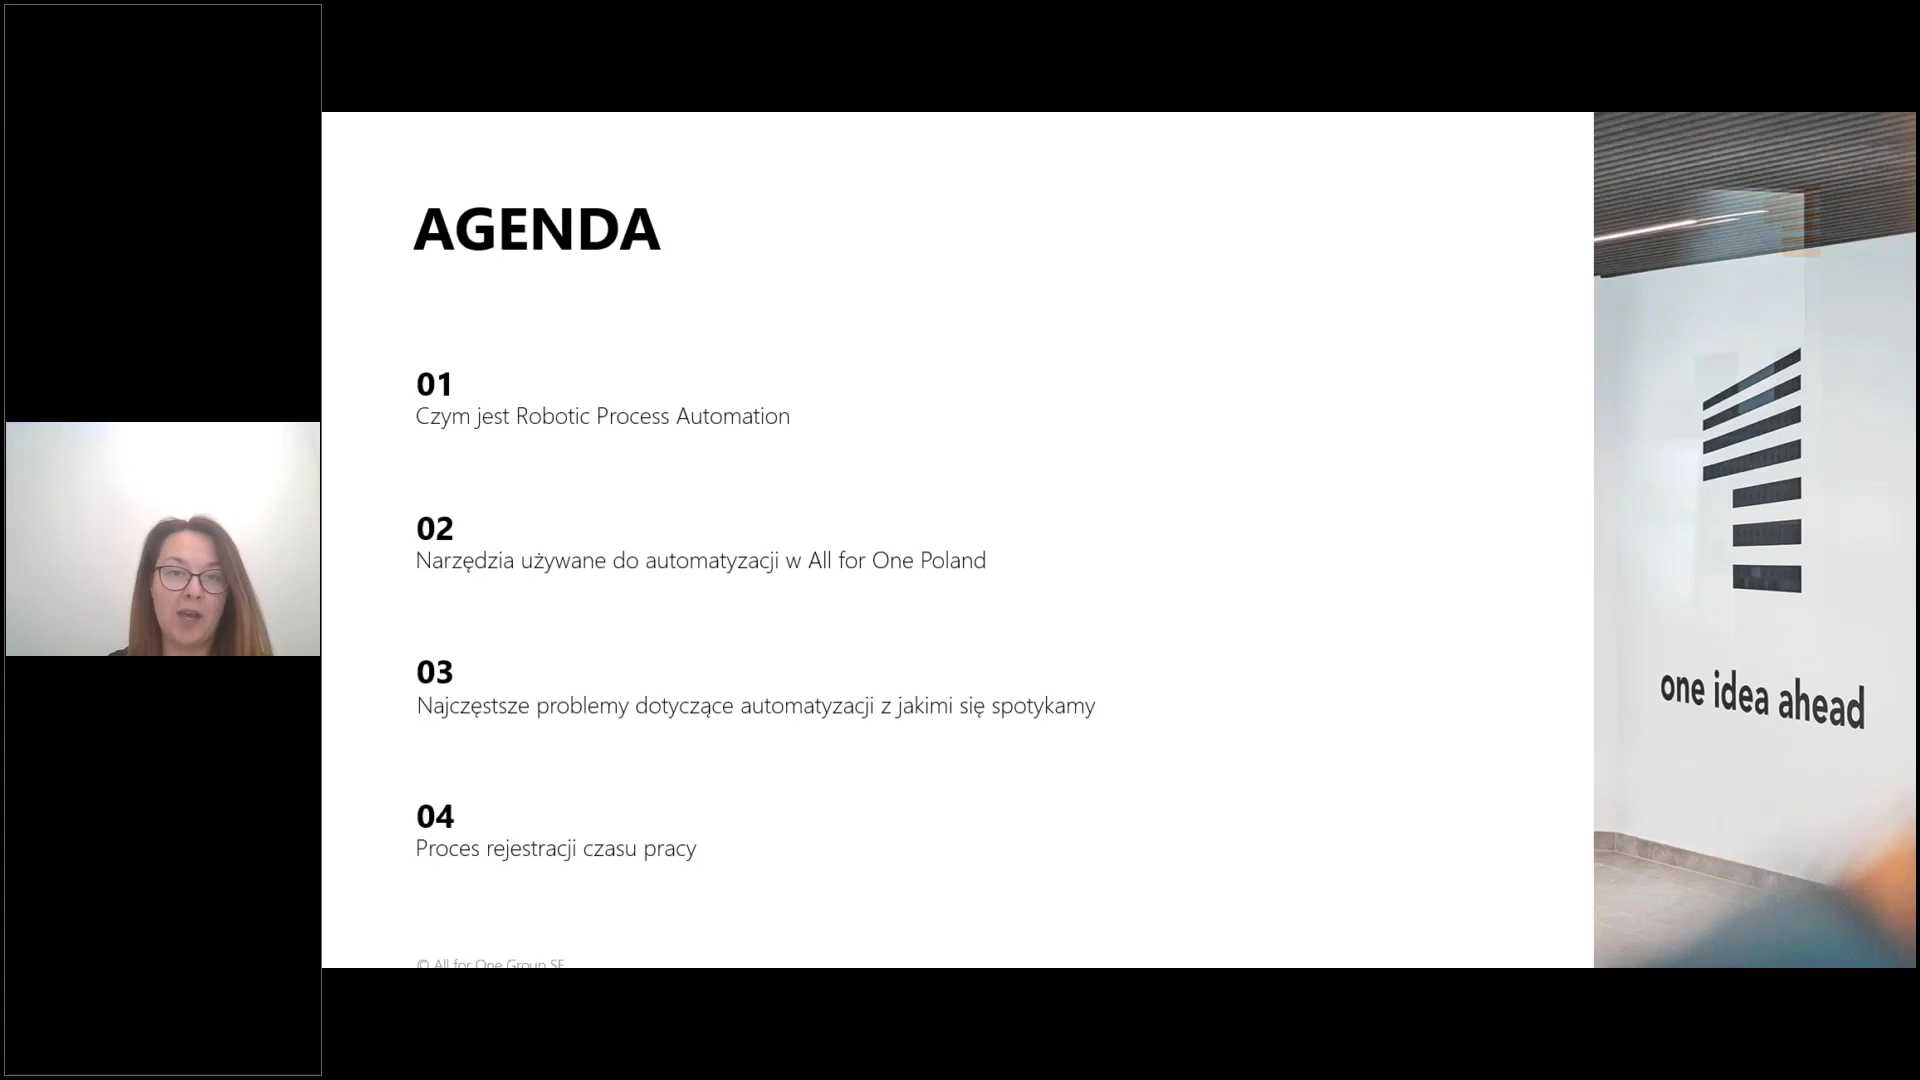 AGENDA
01
Czym jest Robotic Process Automation
02
Narzędzia używane do automatyzacji w All for One Poland
03
Najczęstsze problemy dotyczące automatyzacji z jakimi się spotykamy
04
Proces rejestracji czasu pracy
© All for One Group SE
one idea ahead